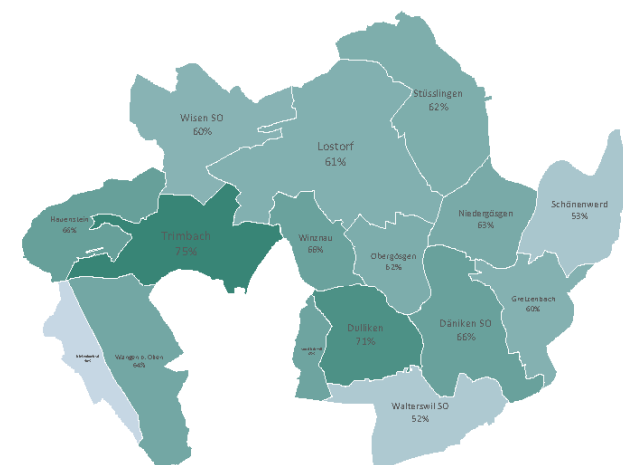 Stüsslingen
62%
Wisen SO
60%
Lostorf
61%
Schönenwerd
53%
Hauenstein
66%
Trimbach
75%
Winznau
66%
Niedergösgen
63%
Obergösgen
62%
Gretzenbach
60%
Dulliken
71%
Däniken SO
66%
Wangen o. Oben
64%
Walterswil SO
52%